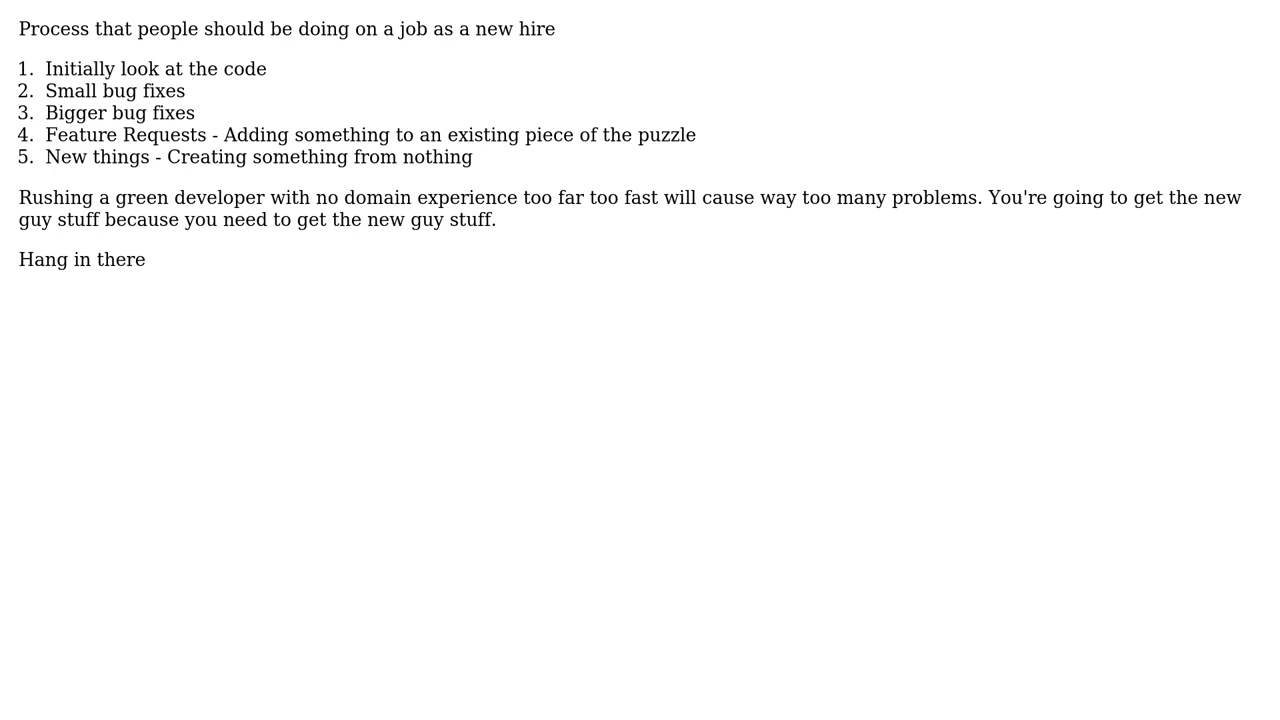 Process that people should be doing on a job as a new hire
1. Initially look at the code
2. Small bug fixes
3. Bigger bug fixes
4. Feature Requests - Adding something to an existing piece of the puzzle
5. New things - Creating something from nothing
Rushing a green developer with no domain experience too far too fast will cause way too many problems. You're going to get the new
guy stuff because you need to get the new guy stuff.
Hang in there